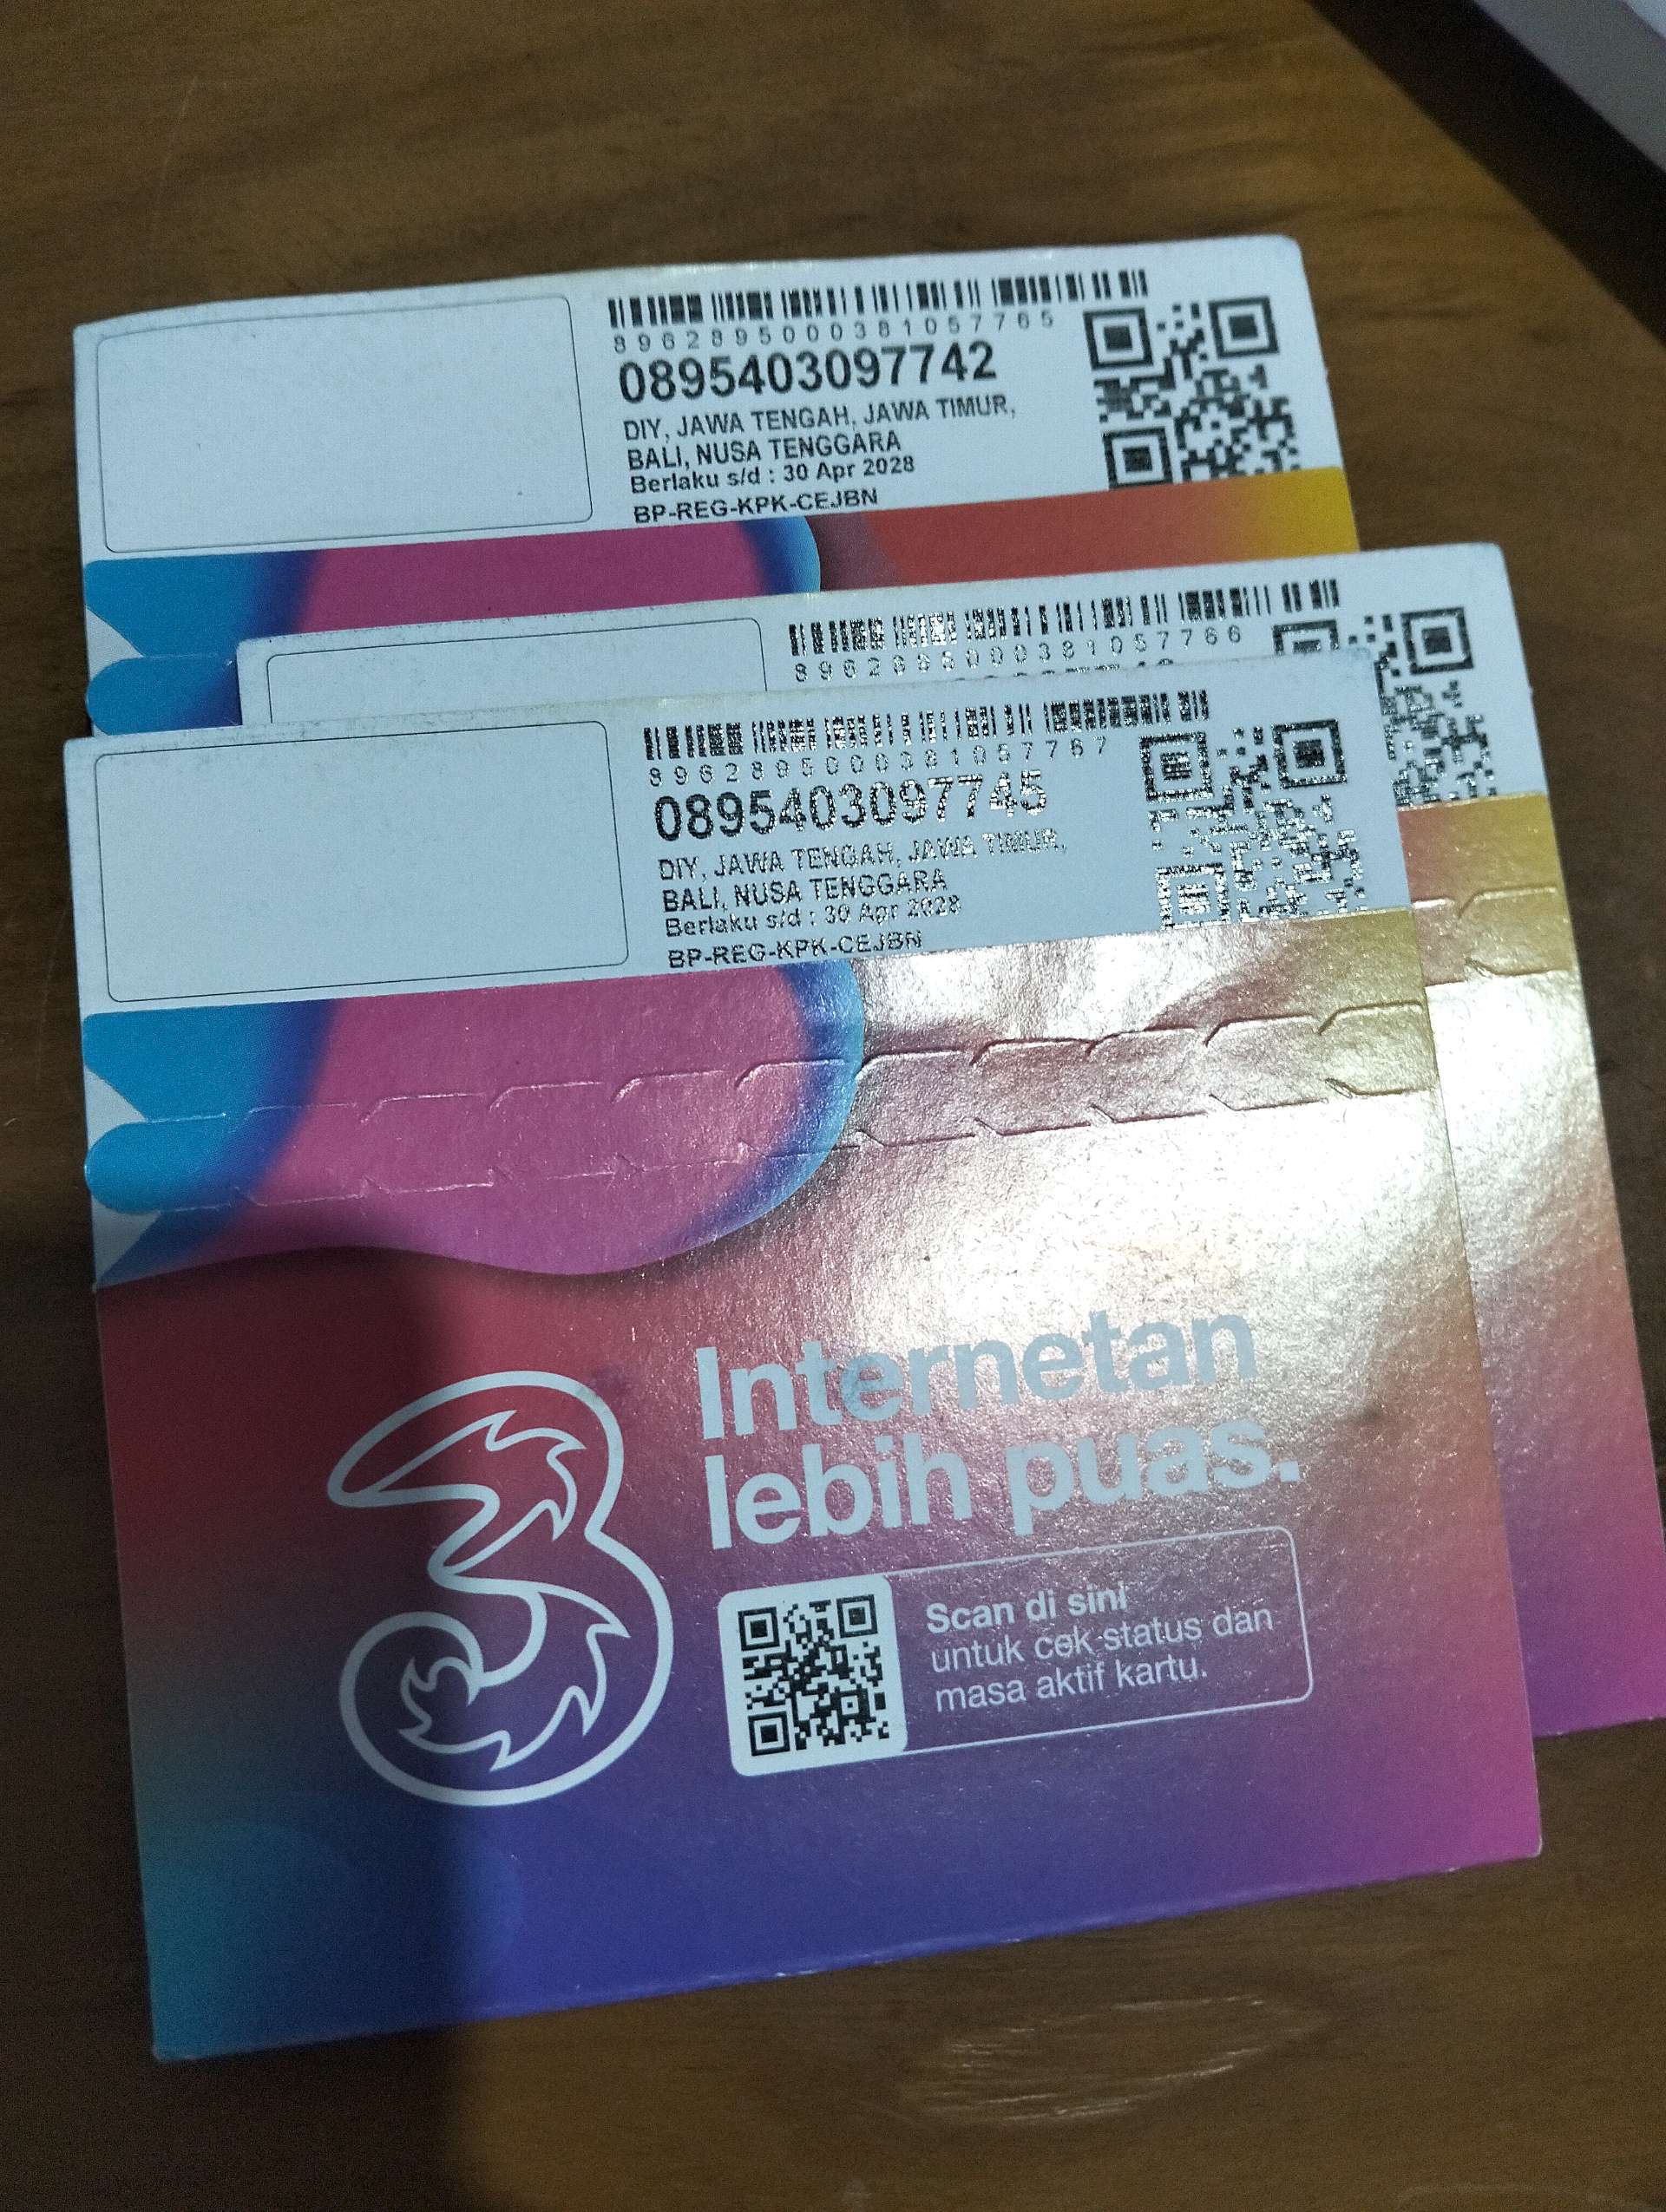 8962895000381057765
0895403097742
DIY, JAWA TENGAH, JAWA TIMUR,
BALI, NUSA TENGGARA
Berlaku s/d : 30 Apr 2028
BP-REG-KPK-CEJBN
8962895000381057766
8962895000381057767
0895403097745
DIY, JAWA TENGAH, JAWA TIMUR,
BALI, NUSA TENGGARA
Berlaku s/d : 30 Apr 2028
BP-REG-KPK-CEJBN
3
Internetan
lebih puas.
Scan di sini
untuk cek status dan
masa aktif kartu.